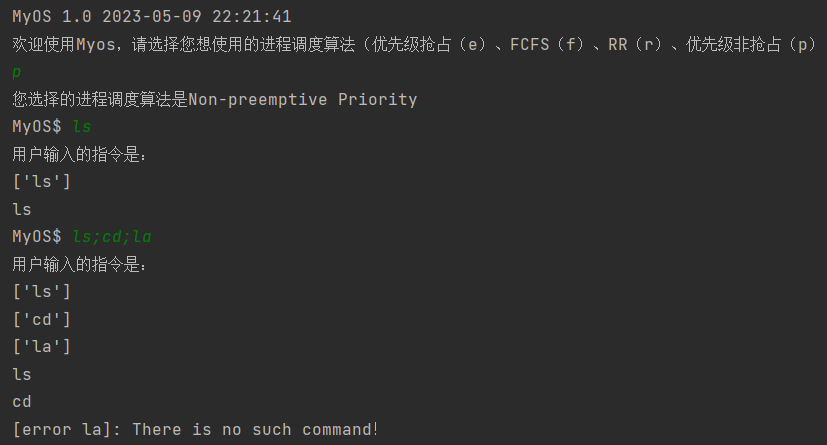 MyOS 1.0 2023-05-09 22:21:41
欢迎使用Myos，请选择您想使用的进程调度算法（优先级抢占（e）、FCFS（f）、RR（r）、优先级非抢占（p）
p
您选择的进程调度算法是Non-preemptive Priority
MyOS$ ls
用户输入的指令是：
['ls']
ls
MyOS$ ls;cd;la
用户输入的指令是：
['ls']
['cd']
['la']
ls
cd
[error la]: There is no such command!